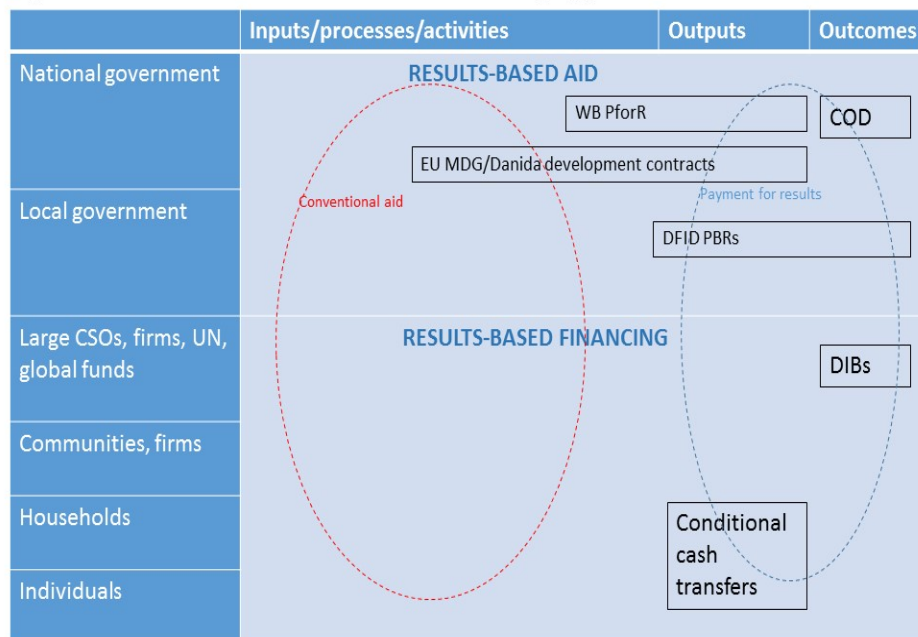 Inputs/processes/activities
Outputs
Outcomes
National government
RESULTS-BASED AID
WB PforR
COD
EU MDG/Danida development contracts
Conventional aid
Payment for results
Local government
DFID PBRs
Large CSOs, firms, UN,
global funds
RESULTS-BASED FINANCING
DIBs
Communities, firms
Households
Conditional
cash
transfers
Individuals